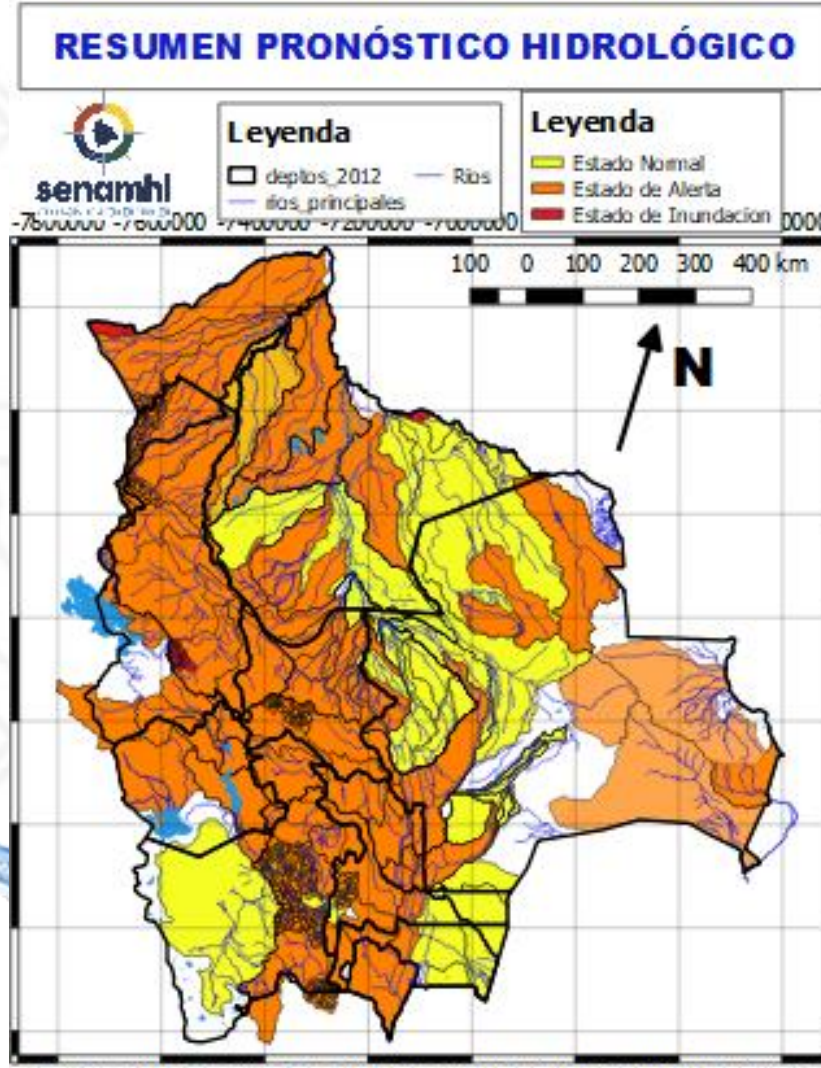 RESUMEN PRONÓSTICO HIDROLÓGICO
senamhi
Leyenda
deptos_2012
Rios
rios_principales
Leyenda
Estado Normal
Estado de Alerta
Estado de Inundacion
100 0 100 200 300 400 km
N